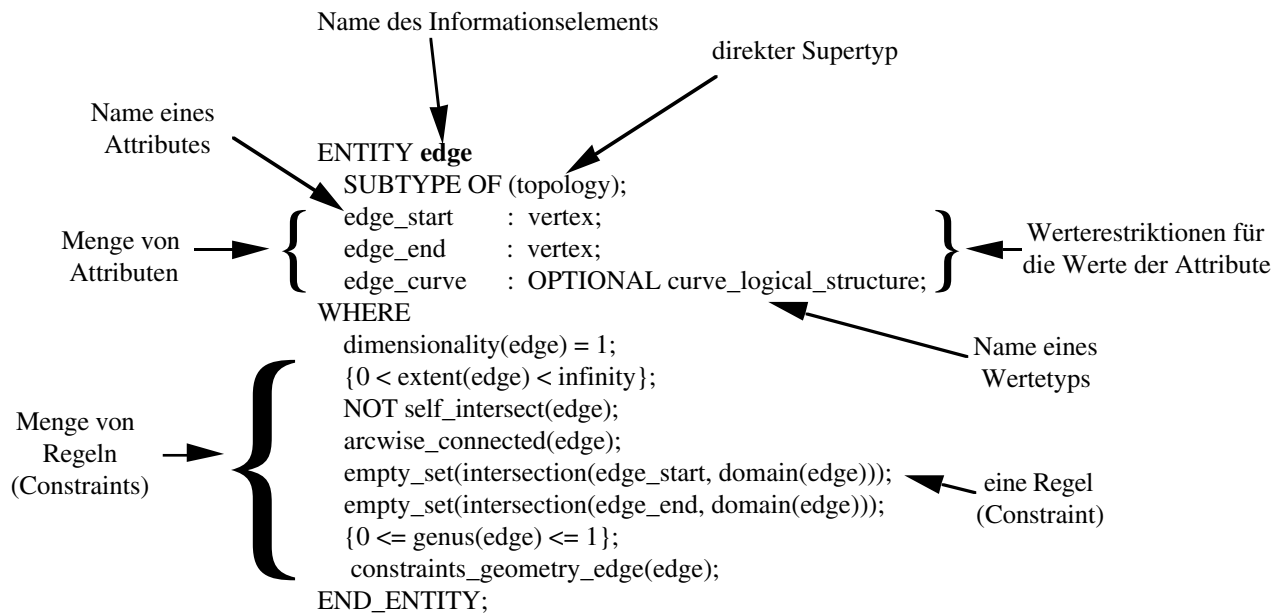 Name des Informationselements
direkter Supertyp
Name eines
Attributes
ENTITY edge
SUBTYPE OF (topology);
edge_start : vertex;
edge_end : vertex;
edge_curve : OPTIONAL curve_logical_structure;
Menge von
Attributen
Werterestriktionen für
die Werte der Attribute
WHERE
dimensionality(edge) = 1;
{0 < extent(edge) < infinity};
NOT self_intersect(edge);
arcwise_connected(edge);
empty_set(intersection(edge_start, domain(edge)));
empty_set(intersection(edge_end, domain(edge)));
{0 <= genus(edge) <= 1};
constraints_geometry_edge(edge);
END_ENTITY;
Name eines
Wertetyps
Menge von
Regeln
(Constraints)
eine Regel
(Constraint)